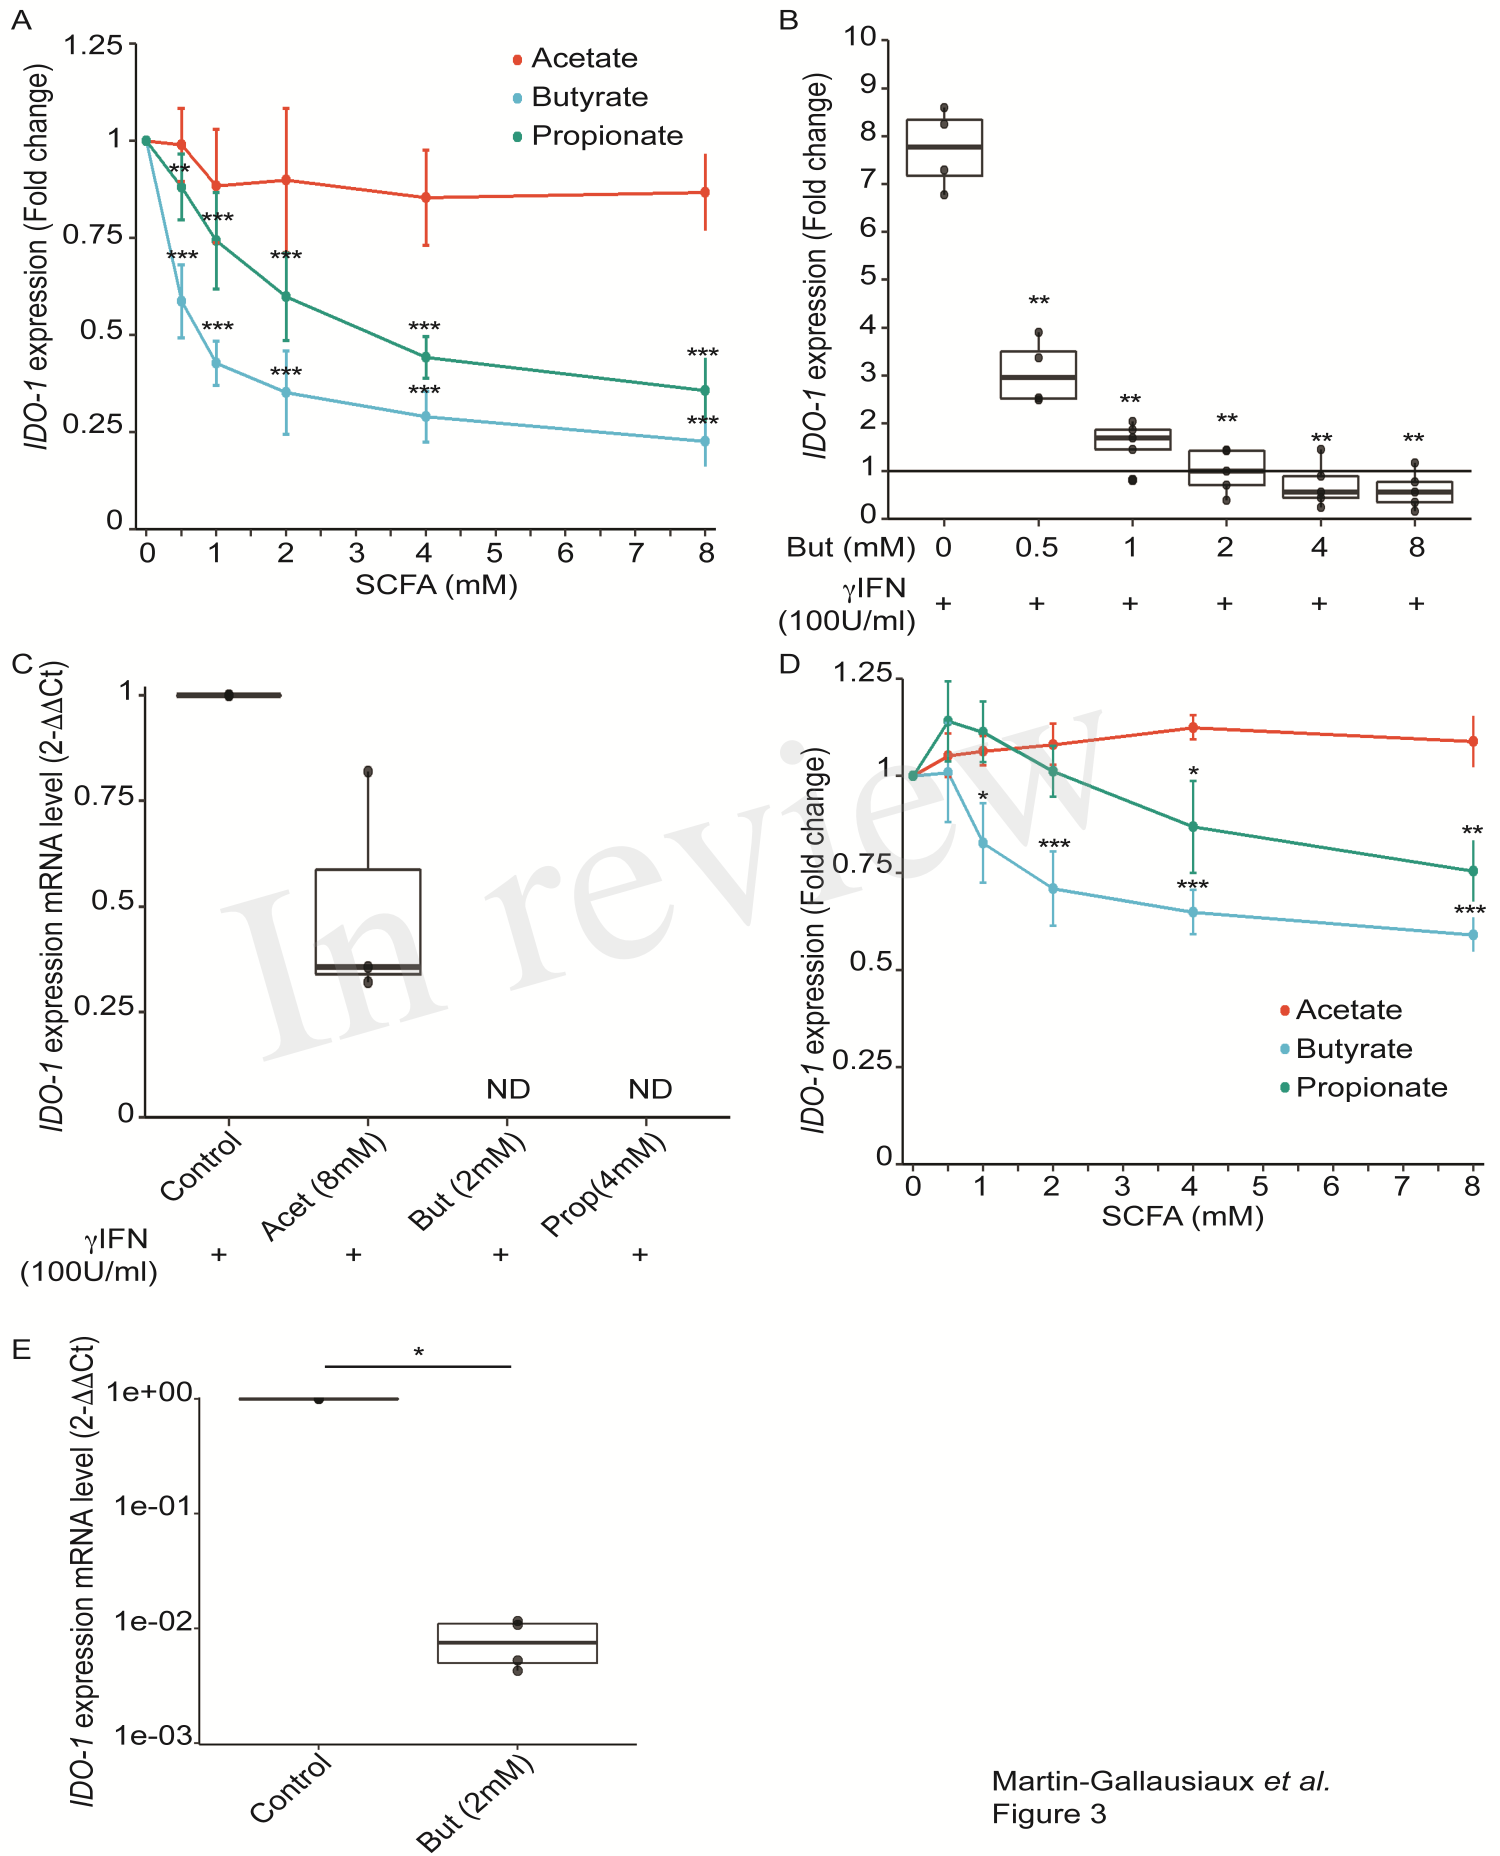 A
IDO-1 expression (Fold change)
1.25
1
0.75
0.5
0.25
0
Acetate
Butyrate
Propionate
**
***
***
***
***
***
***
***
***
***
0 1 2 3 4 5 6 7 8
SCFA (mM)
B
IDO-1 expression (Fold change)
10
9
8
7
6
5
4
3
2
1
0
**
**
**
**
**
But (mM) 0 0.5 1 2 4 8
γIFN
(100U/ml) + + + + + +
C
IDO-1 expression mRNA level (2-ΔΔCt)
1
0.75
0.5
0.25
0
ND ND
Control
Acet (8mM)
But (2mM)
Prop(4mM)
γIFN
(100U/ml) + + + +
D
IDO-1 expression (Fold change)
1.25
1
0.75
0.5
0.25
0
*
*
***
**
***
***
Acetate
Butyrate
Propionate
0 1 2 3 4 5 6 7 8
SCFA (mM)
In review
E
IDO-1 expression mRNA level (2-ΔΔCt)
*
1e+00
1e-01
1e-02
1e-03
Control
But (2mM)
Martin-Gallausiaux et al.
Figure 3